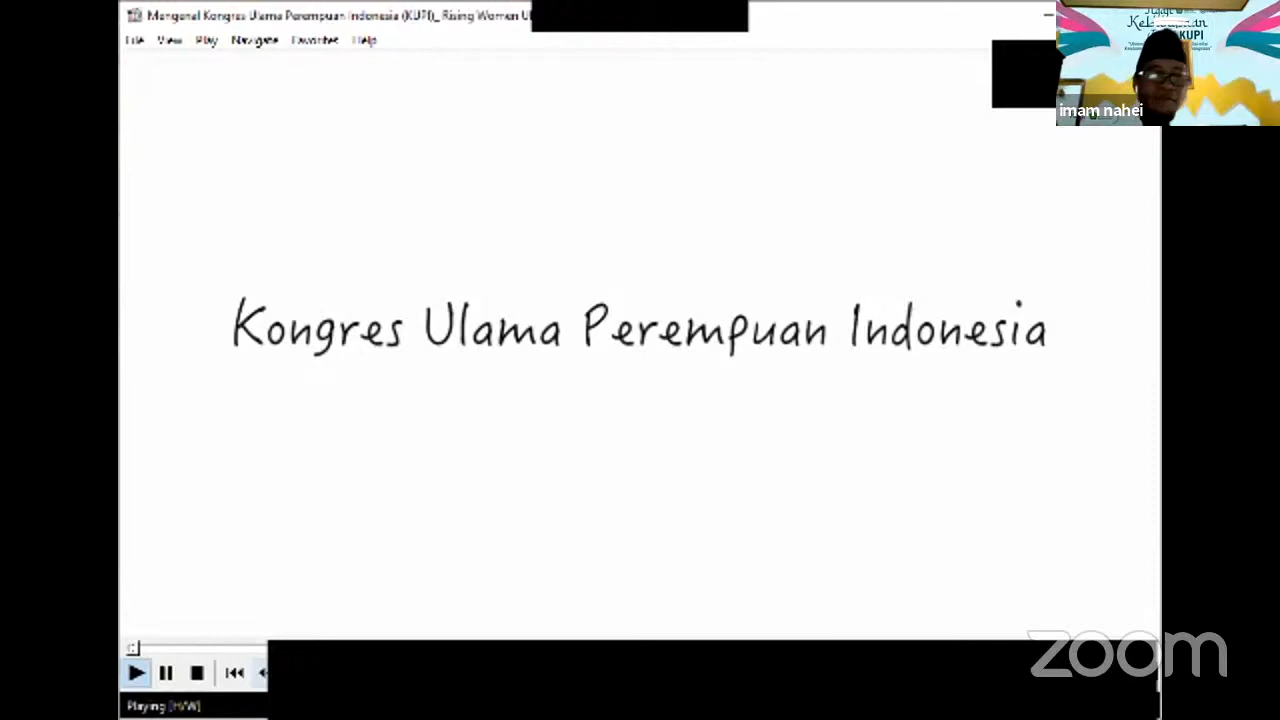 Mengenal Kongres Ulama Perempuan Indonesia (KUPI)_ Rising Women
File View Play Navigate Favorites Help
KUPI
imam nahei
Kongres Ulama Perempuan Indonesia
zoom
Playing [H/W]